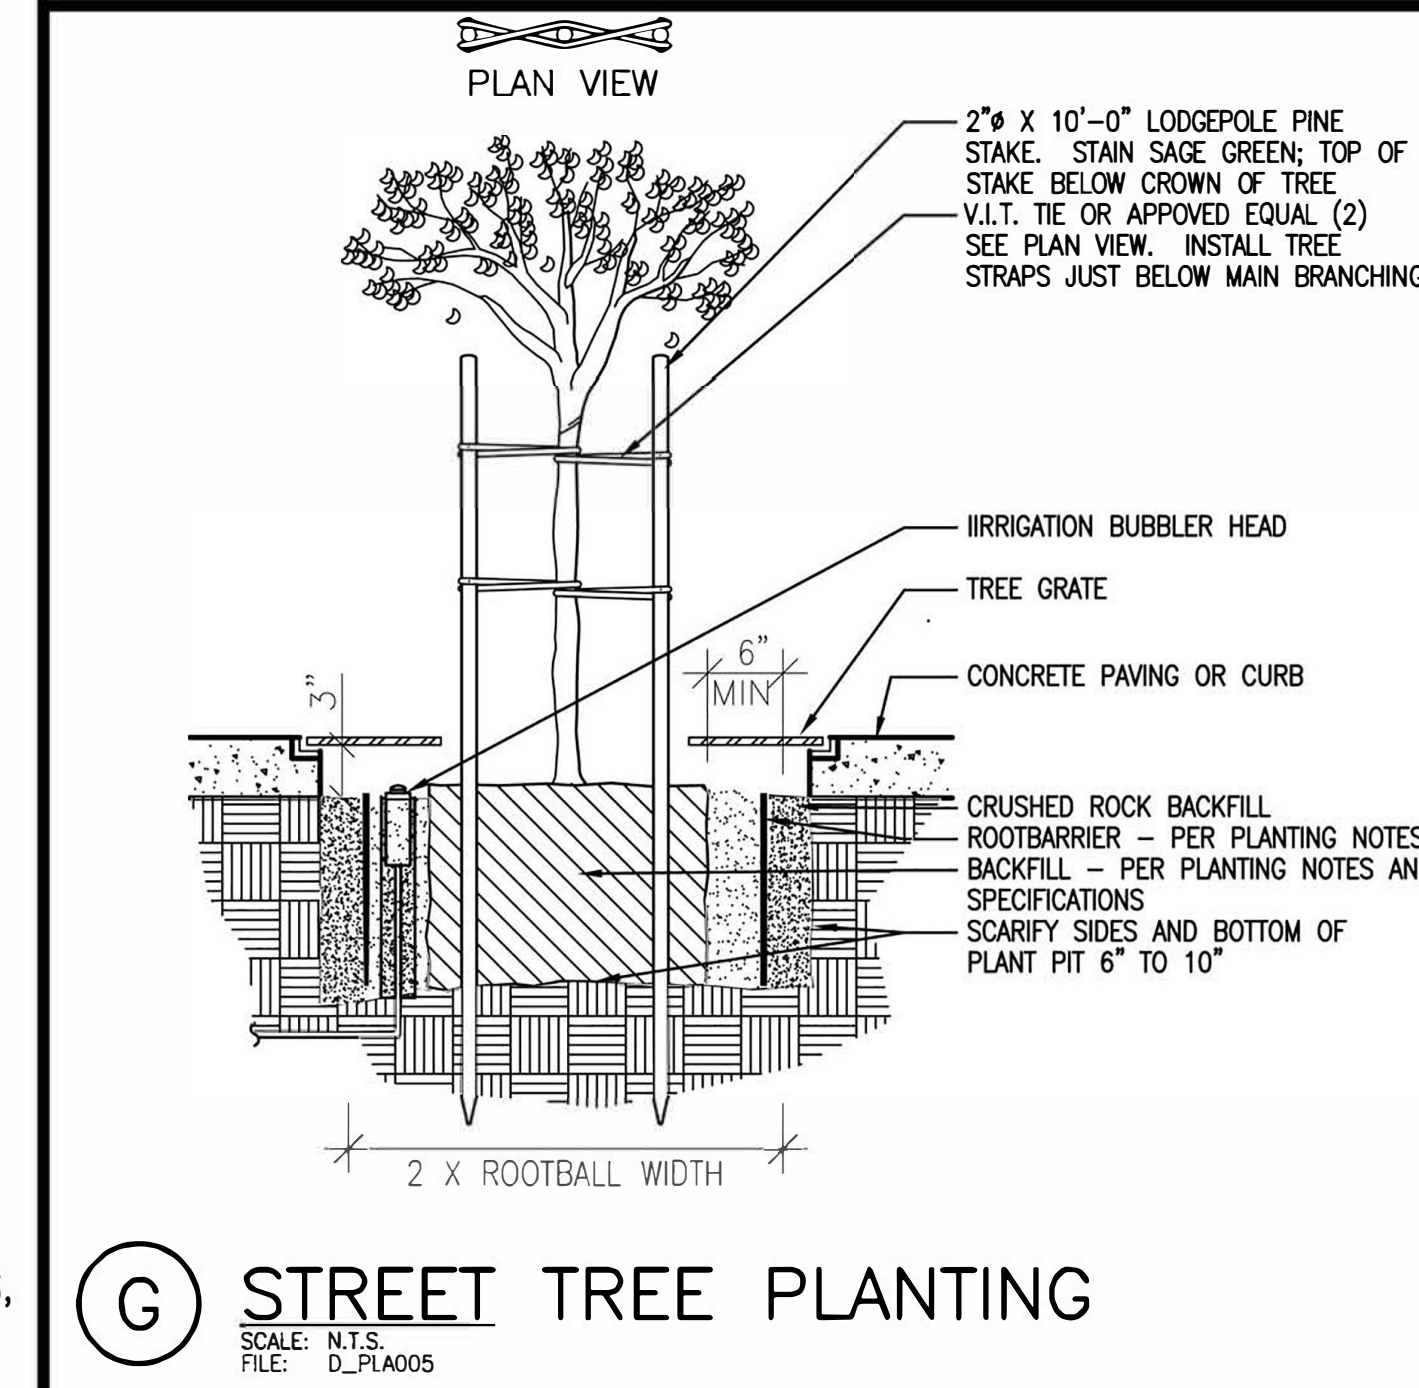 PLAN VIEW
2"ø X 10'-0" LODGEPOLE PINE
STAKE. STAIN SAGE GREEN; TOP OF
STAKE BELOW CROWN OF TREE
V.I.T. TIE OR APPOVED EQUAL (2)
SEE PLAN VIEW. INSTALL TREE
STRAPS JUST BELOW MAIN BRANCHING
IIRRIGATION BUBBLER HEAD
TREE GRATE
6"
MIN
3"
CONCRETE PAVING OR CURB
CRUSHED ROCK BACKFILL
ROOTBARRIER – PER PLANTING NOTES
BACKFILL – PER PLANTING NOTES AN
SPECIFICATIONS
SCARIFY SIDES AND BOTTOM OF
PLANT PIT 6" TO 10"
2 X ROOTBALL WIDTH
G STREET TREE PLANTING
SCALE: N.T.S.
FILE: D_PLA005